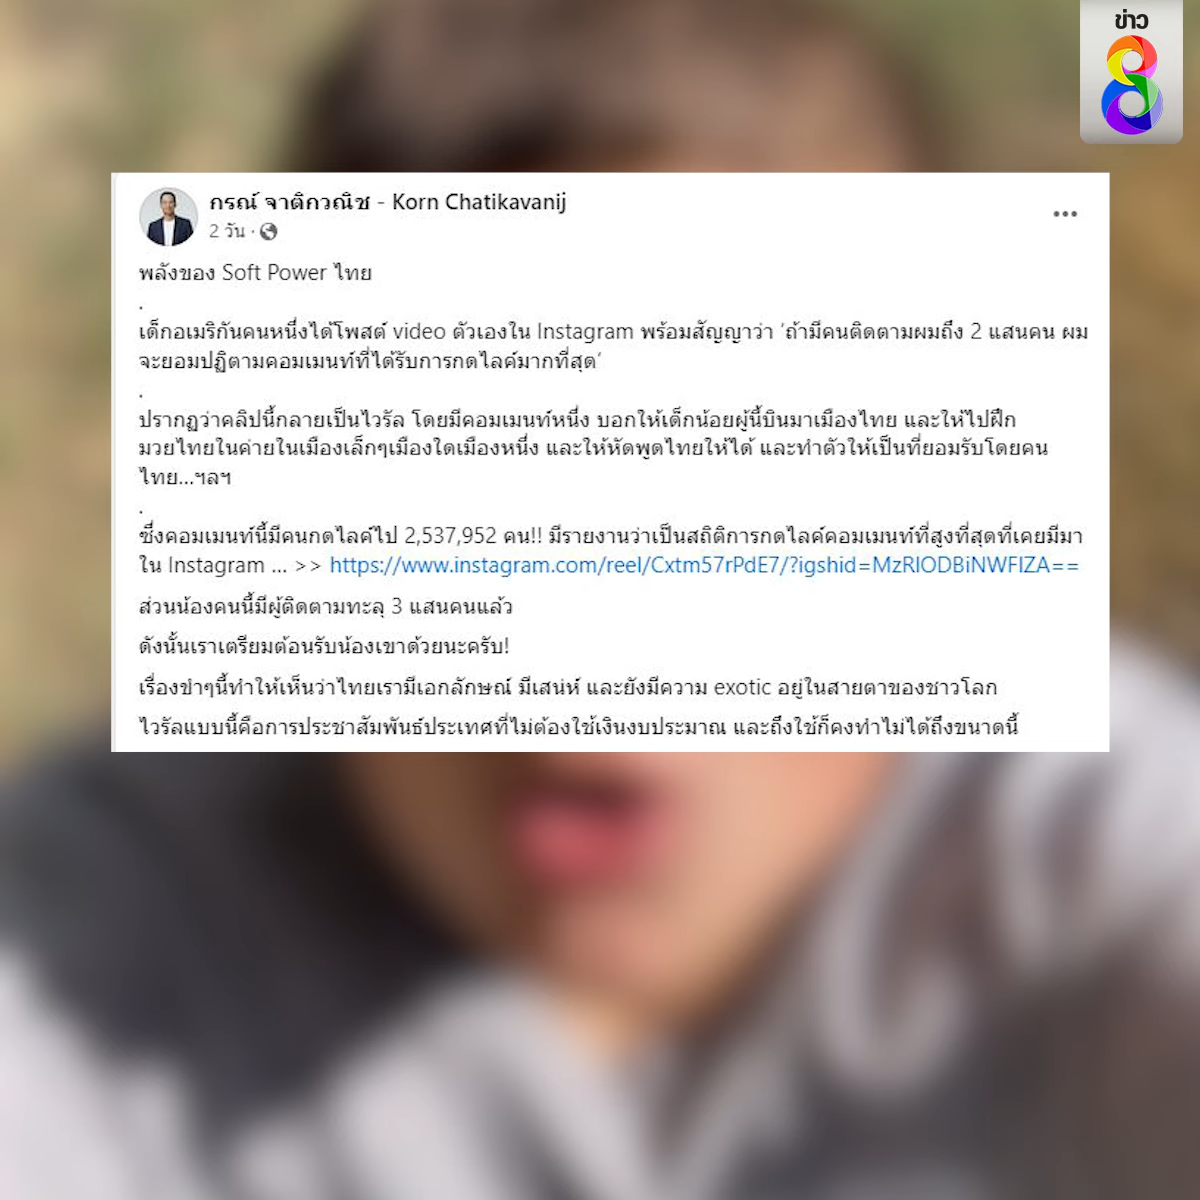 ข่าว
8
กรณ์ จาติกวณิช - Korn Chatikavanij
2 วัน ·
พลังของ Soft Power ไทย
.
เด็กอเมริกันคนหนึ่งได้โพสต์ video ตัวเองใน Instagram พร้อมสัญญาว่า ‘ถ้ามีคนติดตามผมถึง 2 แสนคน ผม
จะยอมปฏิตามคอมเมนท์ที่ได้รับการกดไลค์มากที่สุด’
.
ปรากฏว่าคลิปนี้กลายเป็นไวรัล โดยมีคอมเมนท์หนึ่ง บอกให้เด็กน้อยผู้นี้บินมาเมืองไทย และให้ไปฝึก
มวยไทยในค่ายในเมืองเล็กๆเมืองใดเมืองหนึ่ง และให้หัดพูดไทยให้ได้ และทำตัวให้เป็นที่ยอมรับโดยคน
ไทย...ฯลฯ
.
ซึ่งคอมเมนท์นี้มีคนกดไลค์ไป 2,537,952 คน!! มีรายงานว่าเป็นสถิติการกดไลค์คอมเมนท์ที่สูงที่สุดที่เคยมีมา
ใน Instagram ... >> https://www.instagram.com/reel/Cxtm57rPdE7/?igshid=MzRlODBiNWFlZA==
ส่วนน้องคนนี้มีผู้ติดตามทะลุ 3 แสนคนแล้ว
ดังนั้นเราเตรียมต้อนรับน้องเขาด้วยนะครับ!
เรื่องขำๆนี้ทำให้เห็นว่าไทยเรามีเอกลักษณ์ มีเสน่ห์ และยังมีความ exotic อยู่ในสายตาของชาวโลก
ไวรัลแบบนี้คือการประชาสัมพันธ์ประเทศที่ไม่ต้องใช้เงินงบประมาณ และถึงใช้ก็คงทำไม่ได้ถึงขนาดนี้